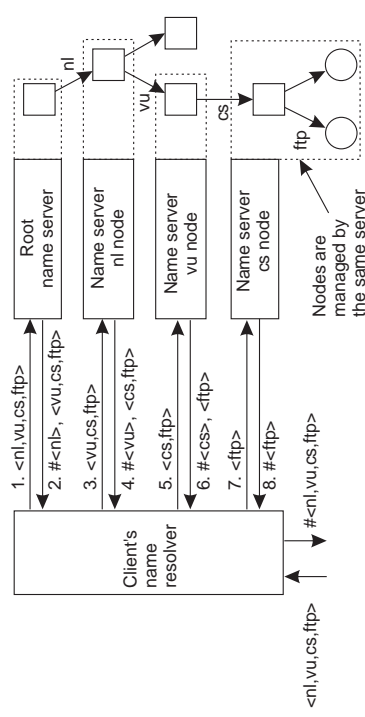 Client's
name
resolver
<nl,vu,cs,ftp>
#<nl,vu,cs,ftp>
1. <nl,vu,cs,ftp>
2. #<nl>, <vu,cs,ftp>
Root
name server
nl
3. <vu,cs,ftp>
4. #<vu>, <cs,ftp>
Name server
nl node
vu
5. <cs,ftp>
6. #<cs>, <ftp>
Name server
vu node
cs
7. <ftp>
8. #<ftp>
Name server
cs node
ftp
Nodes are
managed by
the same server